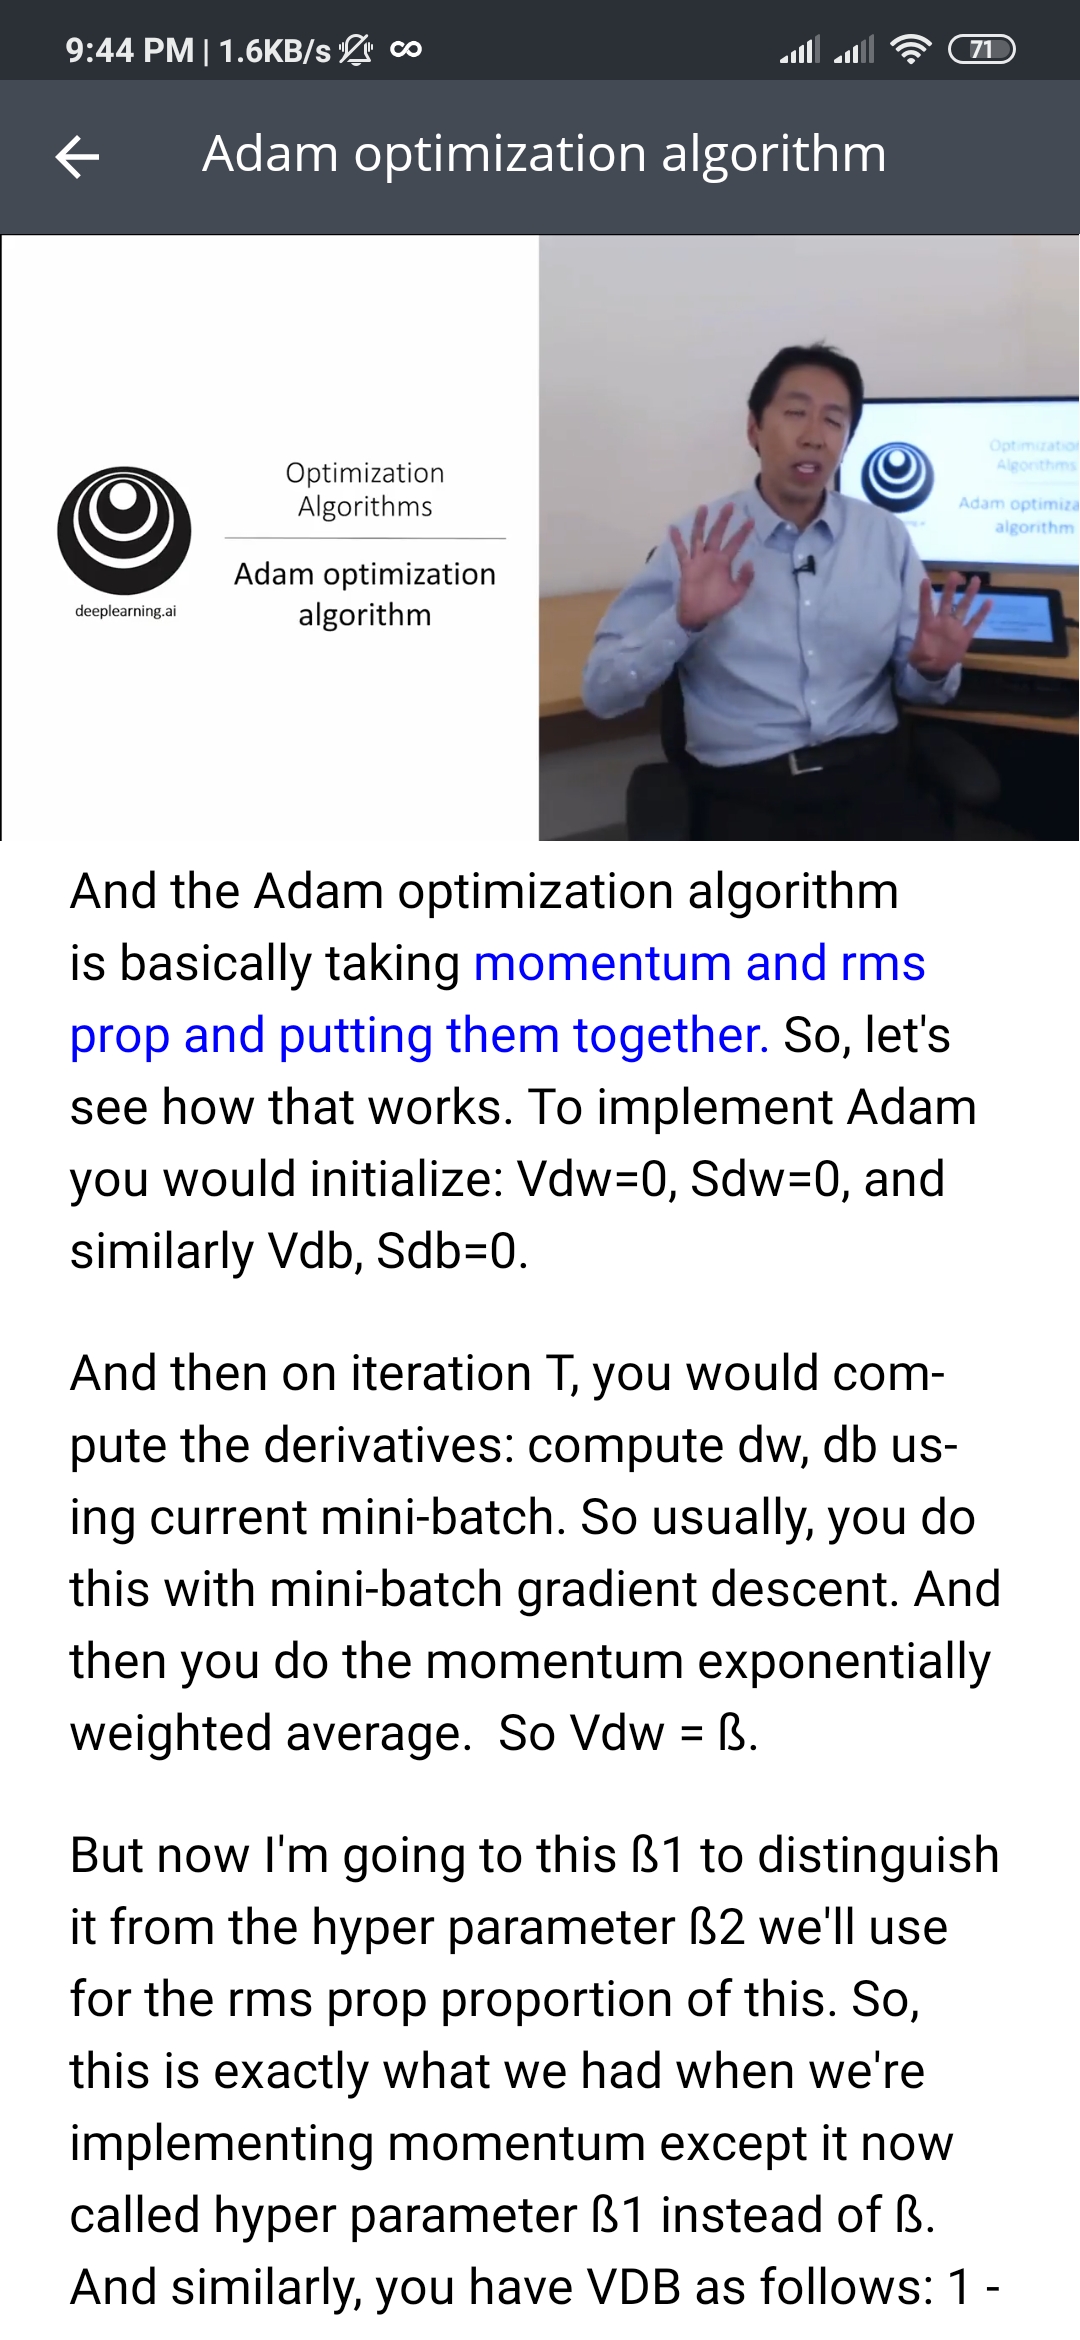 9:44 PM | 1.6KB/s
71
Adam optimization algorithm
Optimization
Algorithms
Adam optimization
algorithm
deeplearning.ai
Optimization
Algorithms
Adam optimiza
algorithm
And the Adam optimization algorithm
is basically taking momentum and rms
prop and putting them together. So, let's
see how that works. To implement Adam
you would initialize: Vdw=0, Sdw=0, and
similarly Vdb, Sdb=0.
And then on iteration T, you would com-
pute the derivatives: compute dw, db us-
ing current mini-batch. So usually, you do
this with mini-batch gradient descent. And
then you do the momentum exponentially
weighted average.  So Vdw = ß.
But now I'm going to this ß1 to distinguish
it from the hyper parameter ß2 we'll use
for the rms prop proportion of this. So,
this is exactly what we had when we're
implementing momentum except it now
called hyper parameter ß1 instead of ß.
And similarly, you have VDB as follows: 1 -